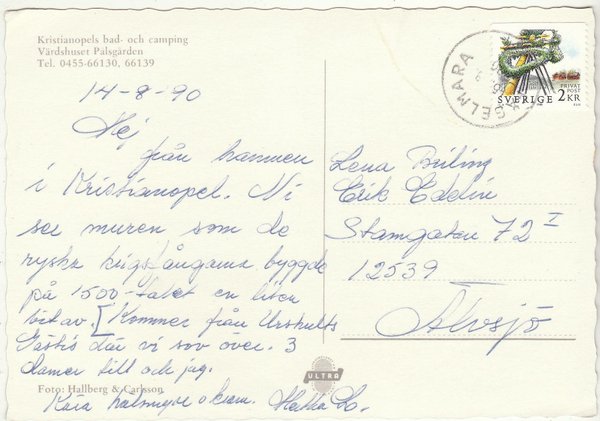 Kristianopels bad- och camping
Värdshuset Pålsgården
Tel. 0455-66130, 66139
14-8-90
Hej
från hamnen
i Kristianopel. Ni
ser muren som de
ryska krigsfångarna byggde
på 1500-talet en liten
bit av. Kommer från Urshults
Gästis där vi sov över. 3
damer till och jag.
Kära hälsningar o kram.
Foto: Hallberg & Carlsson
ULTRA
SVERIGE 2 KR
PRIVAT
POST
Lena Briling
Erik Edelin
Stamgatan 72 I
12539
Älvsjö